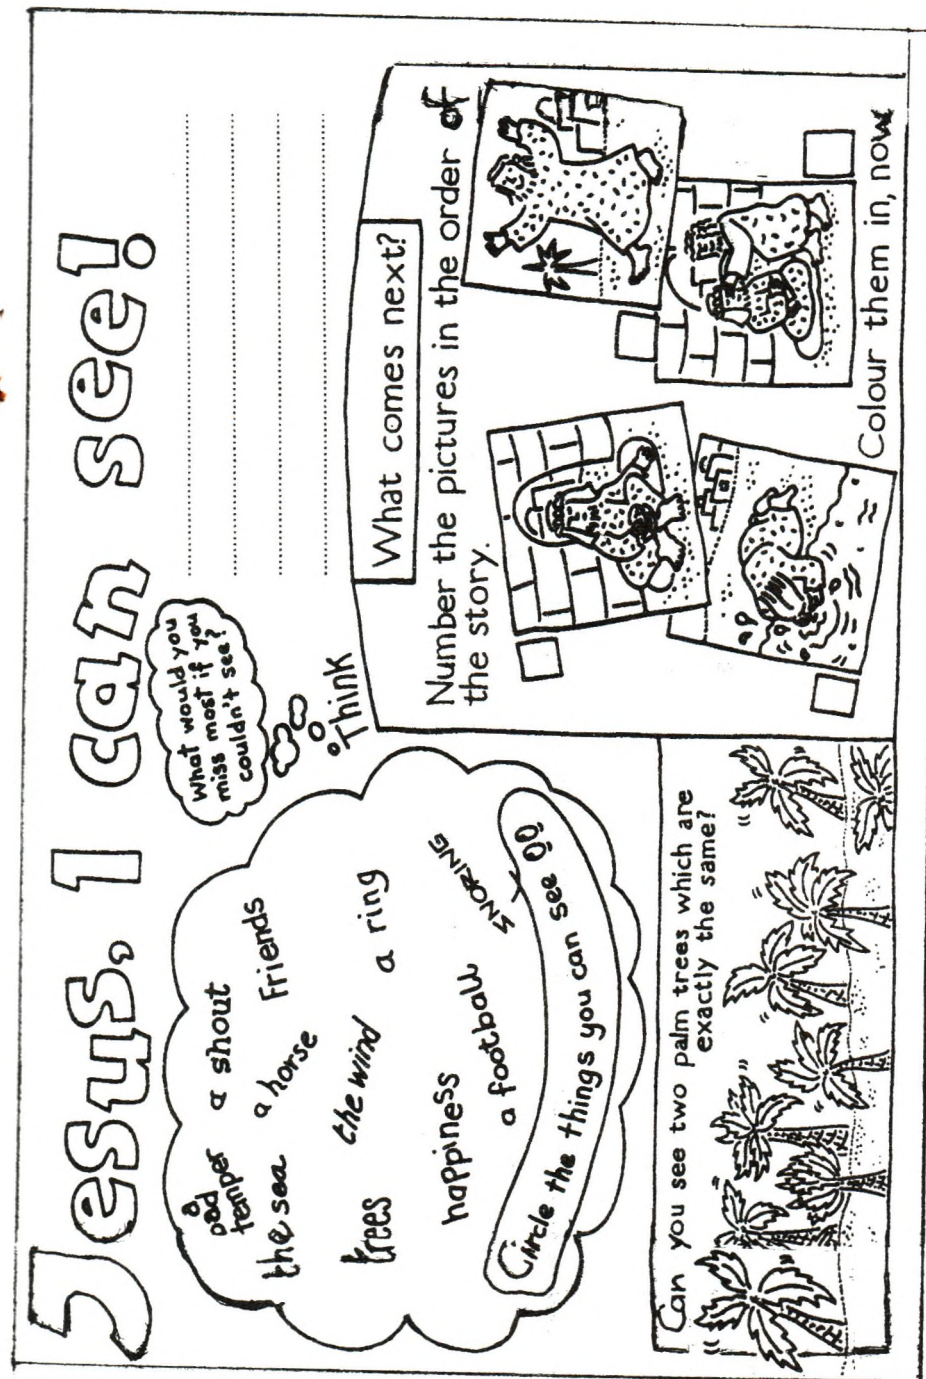 Jesus, I can see!
What would you
miss most if you
couldn't see?
Think
a
bad
temper
a shout
Friends
the sea
a horse
trees
the wind
a ring
happiness
a football
SNORING
Circle the things you can see
What comes next?
Number the pictures in the order of
the story.
Colour them in, now
Can you see two palm trees which are
exactly the same?